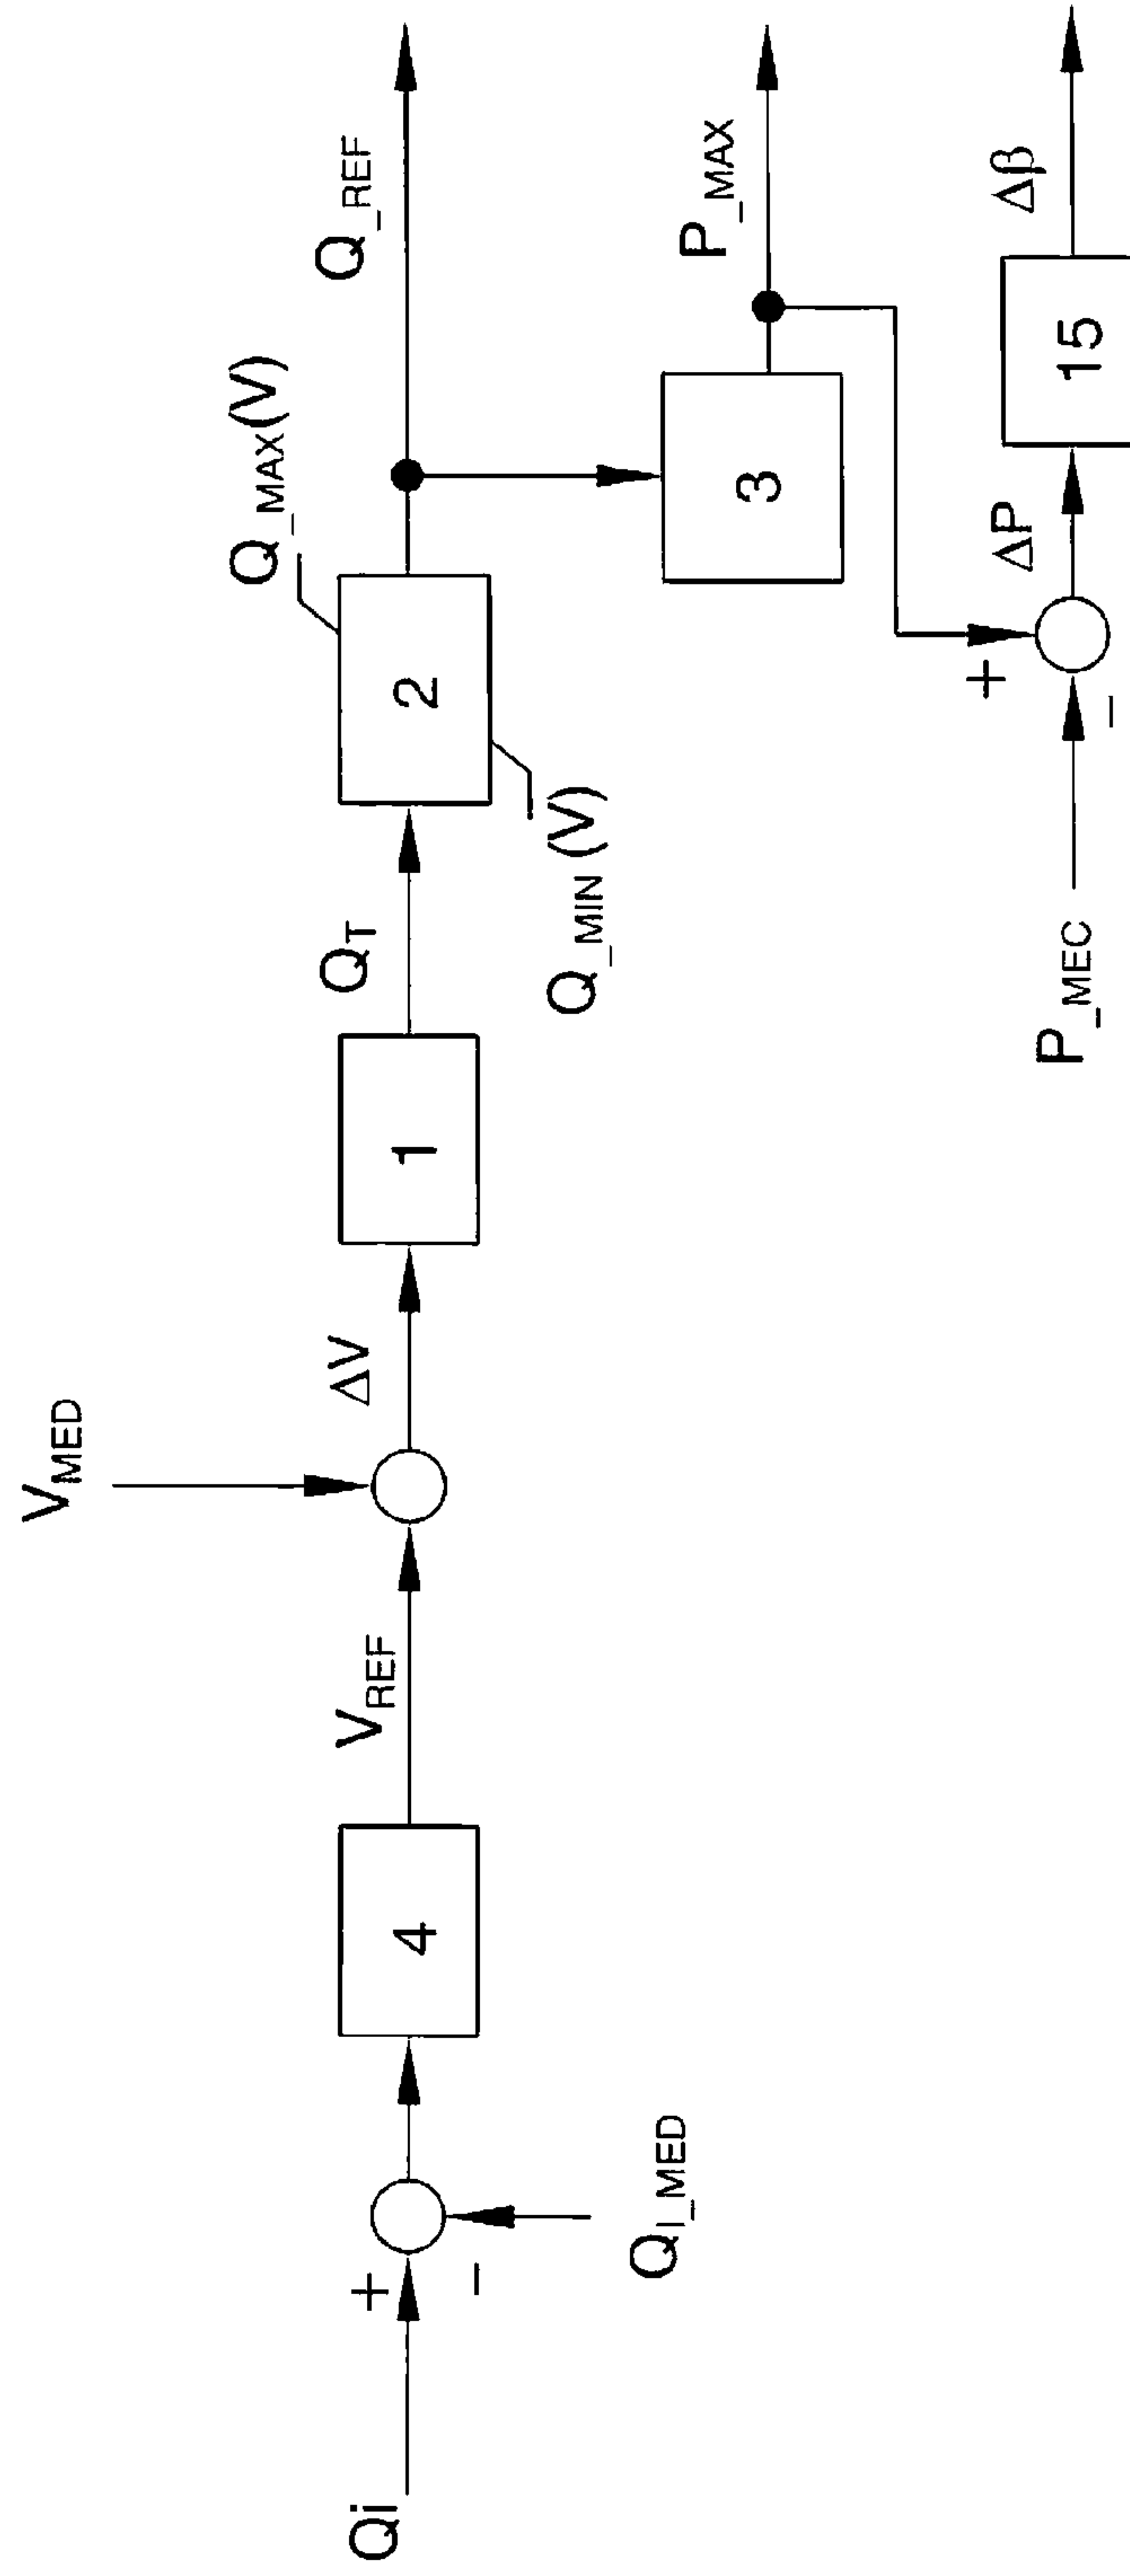 Qi
+
-
Q_I_MED
4
V_REF
V_MED
ΔV
1
Q_T
2
Q_MAX(V)
Q_MIN (V)
Q_REF
3
P_MAX
P_MEC
+
-
ΔP
15
Δβ